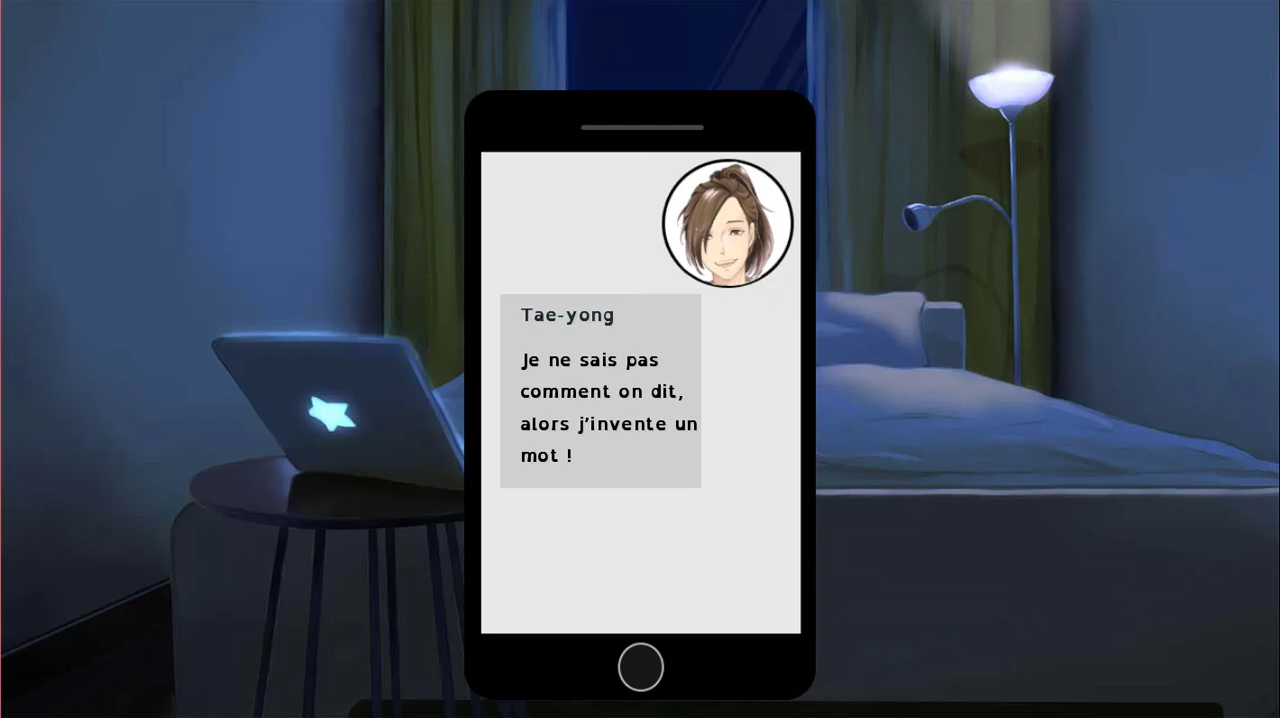 Tae-yong
Je ne sais pas
comment on dit,
alors j'invente un
mot !